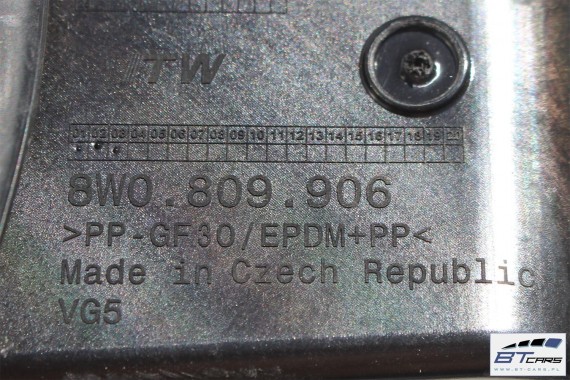 ITW
01 02 03 04 05 06 07 08 09 10 11 12 13 14 15 16 17 18 19 20
8W0.809.906
>PP-GF30/EPDM+PP<
Made in Czech Republic
VG5
BT CARS
WWW.BT-CARS.PL